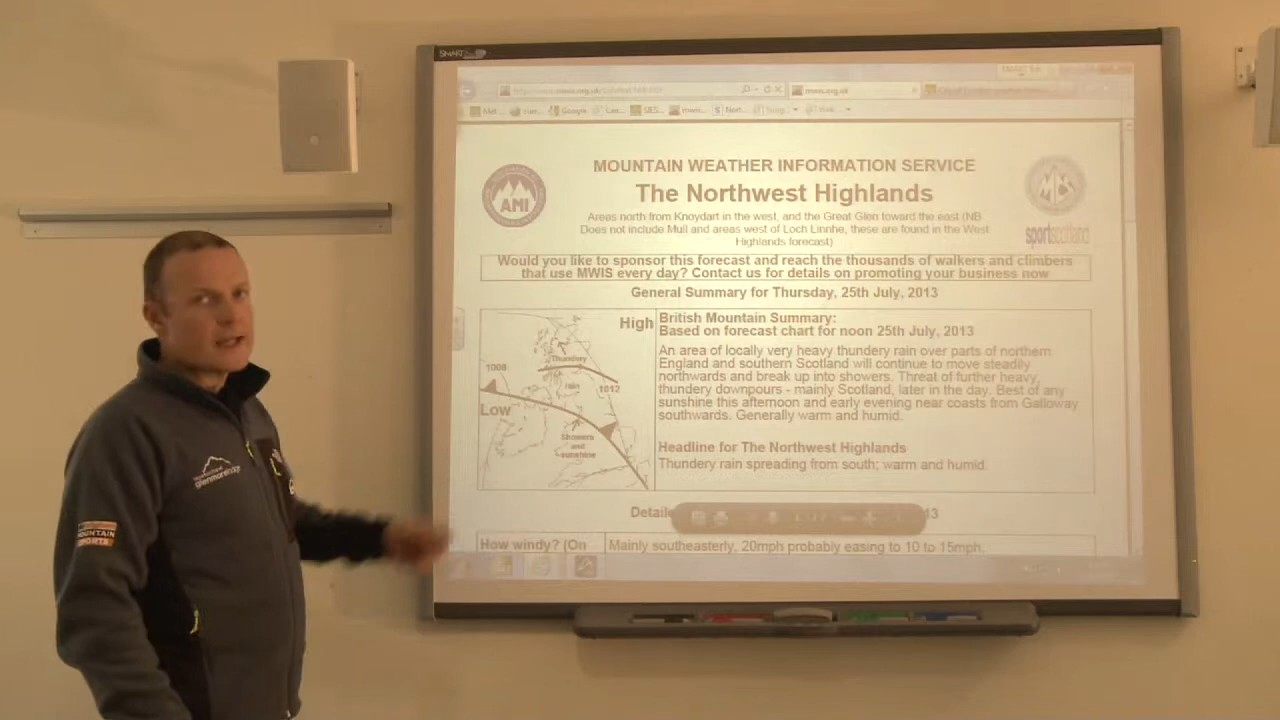 SMART
mwis.org.uk
Google
MOUNTAIN WEATHER INFORMATION SERVICE
The Northwest Highlands
AMI
Areas north from Knoydart in the west, and the Great Glen toward the east (NB
Does not include Mull and areas west of Loch Linnhe, these are found in the West
Highlands forecast)
sportscotland
Would you like to sponsor this forecast and reach the thousands of walkers and climbers
that use MWIS every day? Contact us for details on promoting your business now
General Summary for Thursday, 25th July, 2013
High
Thundery
1008
rain
1012
Low
Showers
and
sunshine
British Mountain Summary:
Based on forecast chart for noon 25th July, 2013
An area of locally very heavy thundery rain over parts of northern
England and southern Scotland will continue to move steadily
northwards and break up into showers. Threat of further heavy,
thundery downpours - mainly Scotland, later in the day. Best of any
sunshine this afternoon and early evening near coasts from Galloway
southwards. Generally warm and humid.
Headline for The Northwest Highlands
Thundery rain spreading from south; warm and humid.
How windy? (On
Mainly southeasterly, 20mph probably easing to 10 to 15mph.
glenmorelodge